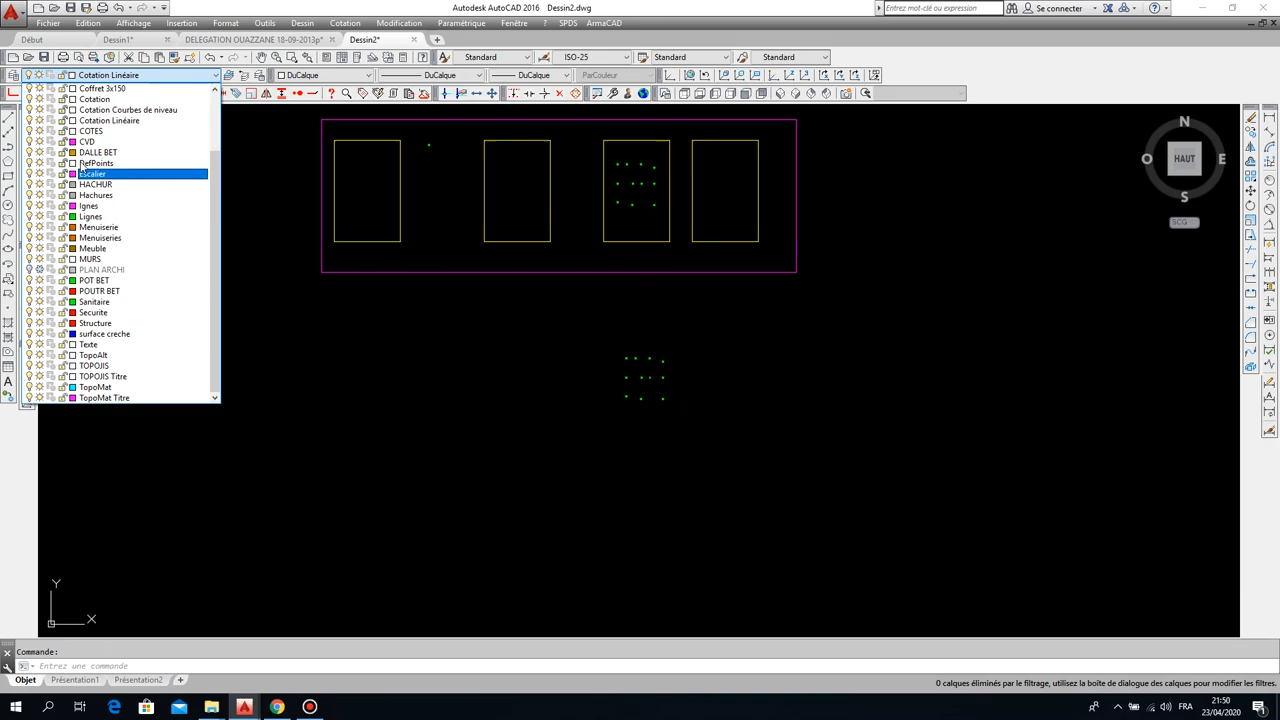 Autodesk AutoCAD 2016 Dessin2.dwg
Entrez mot-clé ou expression
Se connecter
Fichier Edition Affichage Insertion Format Outils Dessin Cotation Modification Paramétrique Fenêtre ? SPDS ArmaCAD
Début Dessin1* DELEGATION OUAZZANE 18-09-2013p* Dessin2*
Standard ISO-25 Standard Standard
Cotation Linéaire DuCalque DuCalque DuCalque ParCouleur
Coffret 3x150
Cotation
Cotation Courbes de niveau
Cotation Linéaire
COTES
CVD
DALLE BET
DefPoints
Escalier
HACHUR
Hachures
lgnes
Lignes
Menuiserie
Menuiseries
Meuble
MURS
PLAN ARCHI
POT BET
POUTR BET
Sanitaire
Securite
Structure
surface creche
Texte
TopoAlt
TOPOJIS
TOPOJIS Titre
TopoMat
TopoMat Titre
N
O HAUT E
S
SCG
Y
X
Commande:
Entrez une commande
Objet Présentation1 Présentation2
0 calques éliminés par le filtrage, utilisez la boîte de dialogue des calques pour modifier les filtres.
FRA
21:50
23/04/2020